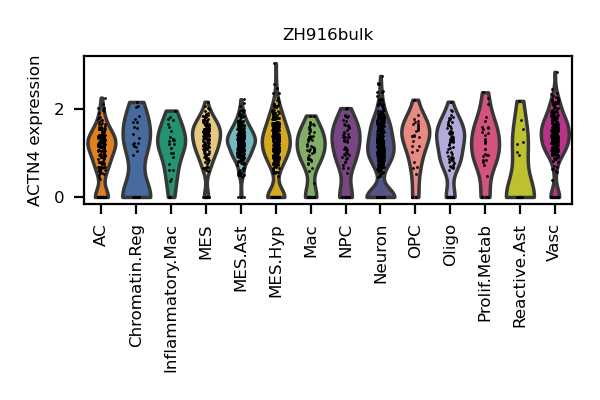 ZH916bulk
ACTN4 expression
2
0
AC
Chromatin.Reg
Inflammatory.Mac
MES
MES.Ast
MES.Hyp
Mac
NPC
Neuron
OPC
Oligo
Prolif.Metab
Reactive.Ast
Vasc